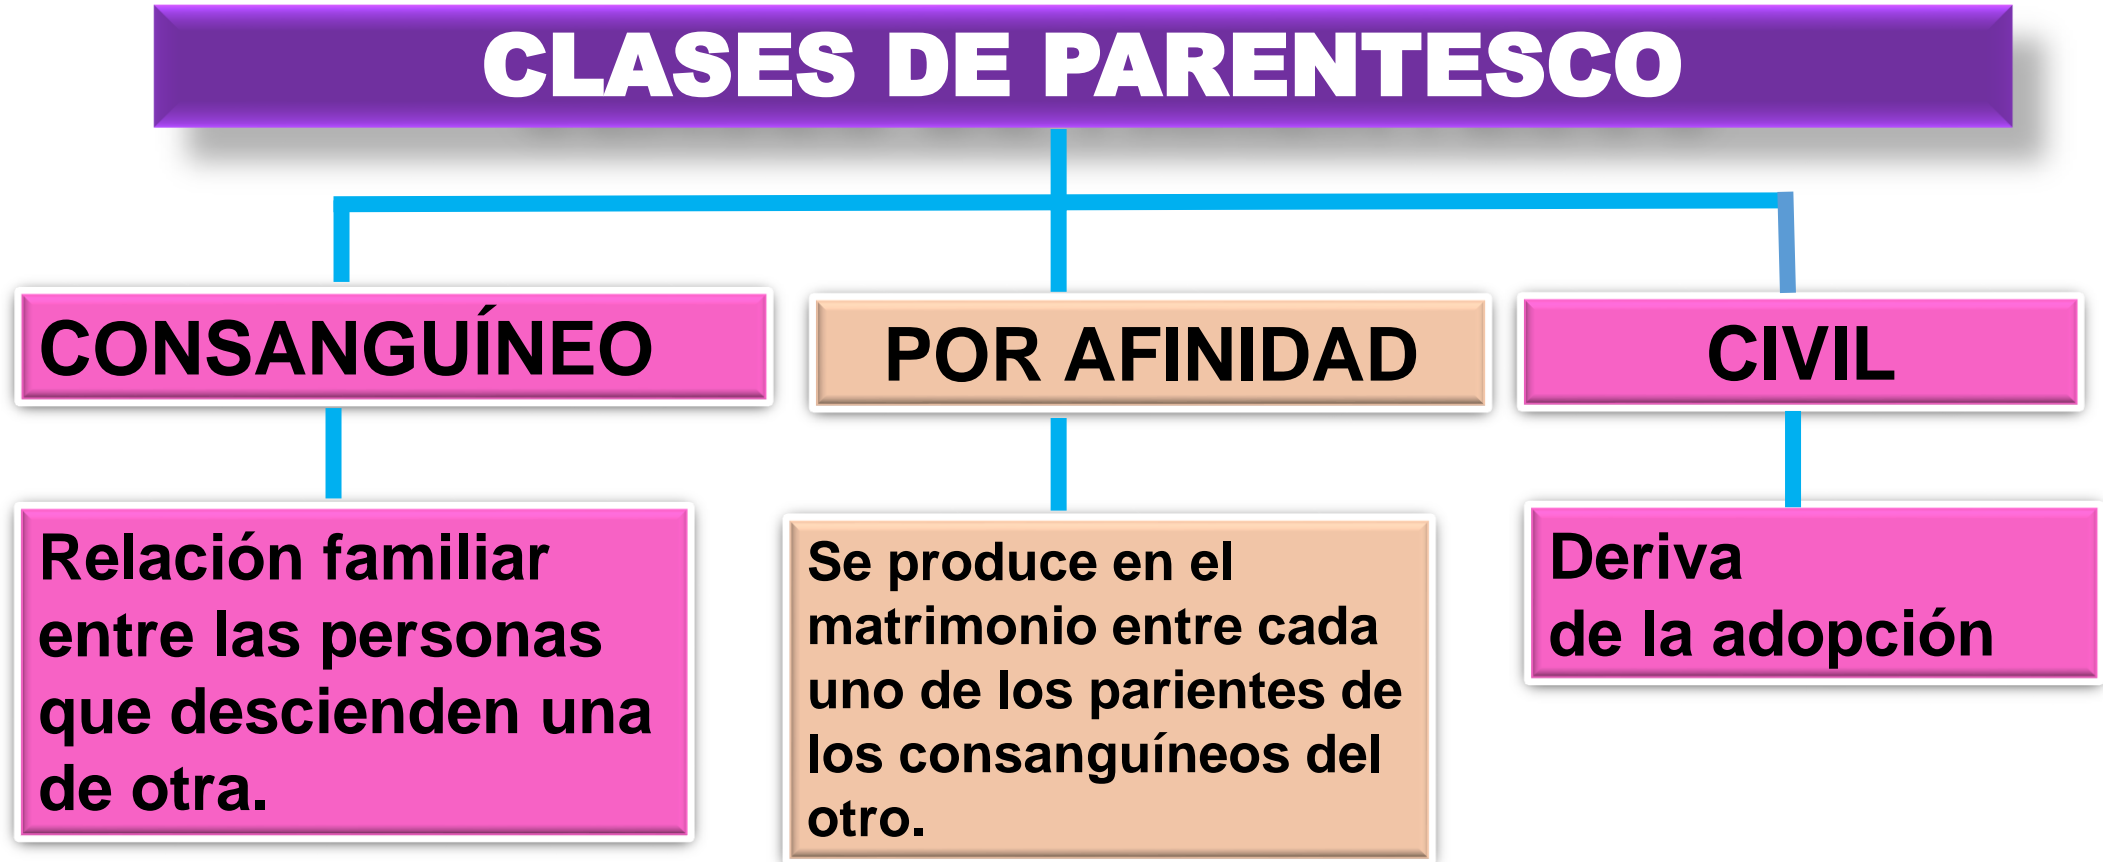 CLASES DE PARENTESCO
CONSANGUÍNEO
Relación familiar
entre las personas
que descienden una
de otra.
POR AFINIDAD
Se produce en el
matrimonio entre cada
uno de los parientes de
los consanguíneos del
otro.
CIVIL
Deriva
de la adopción